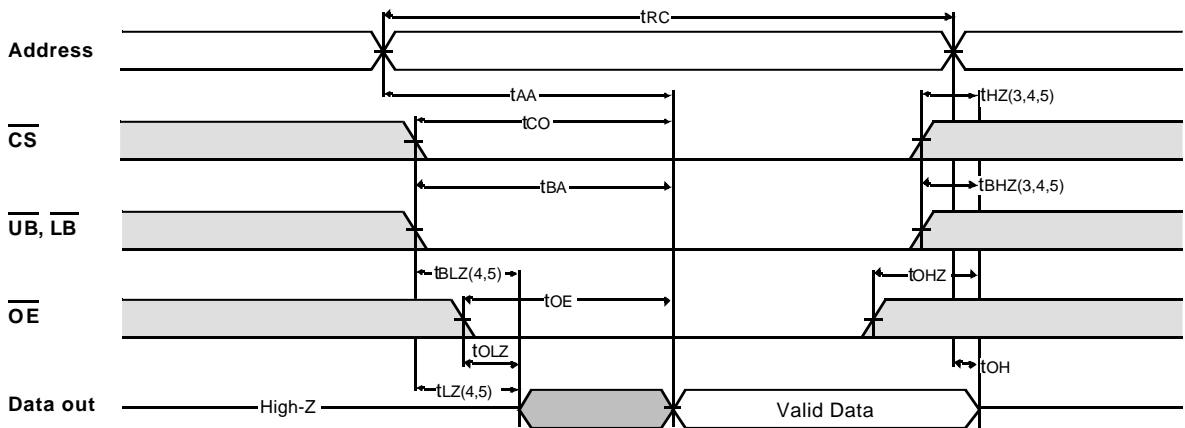 tRC
Address
tAA
tHZ(3,4,5)
tCO
CS
tBA
tBHZ(3,4,5)
UB, LB
tBLZ(4,5)
tOHZ
tOE
OE
tOLZ
tOH
tLZ(4,5)
Data out
High-Z
Valid Data